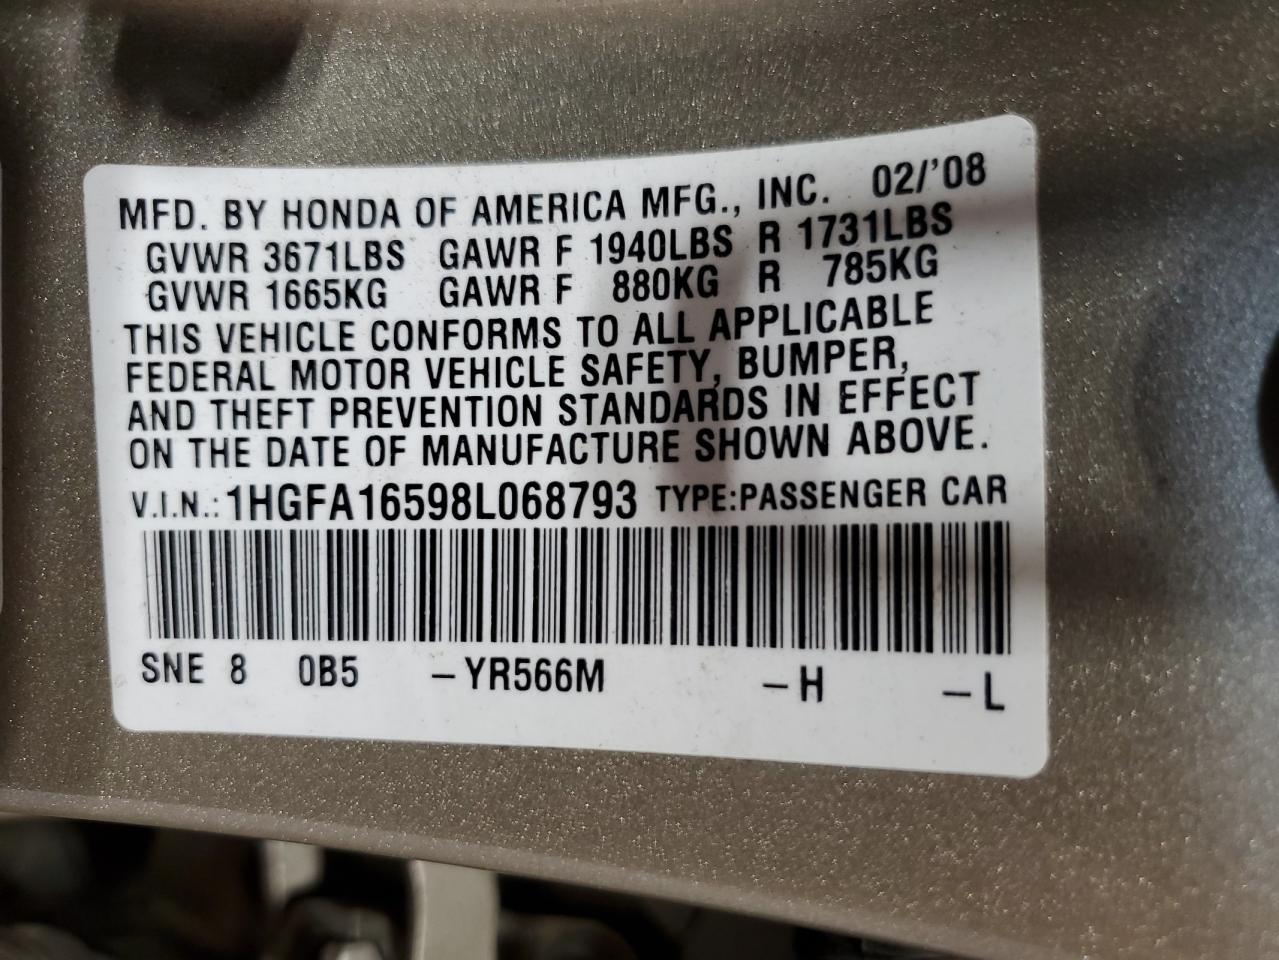 MFD. BY HONDA OF AMERICA MFG., INC. 02/'08
GVWR 3671LBS GAWR F 1940LBS R 1731LBS
GVWR 1665KG GAWR F 880KG R 785KG
THIS VEHICLE CONFORMS TO ALL APPLICABLE
FEDERAL MOTOR VEHICLE SAFETY, BUMPER,
AND THEFT PREVENTION STANDARDS IN EFFECT
ON THE DATE OF MANUFACTURE SHOWN ABOVE.
V.I.N.: 1HGFA16598L068793 TYPE:PASSENGER CAR
SNE 8 0B5 –YR566M –H –L